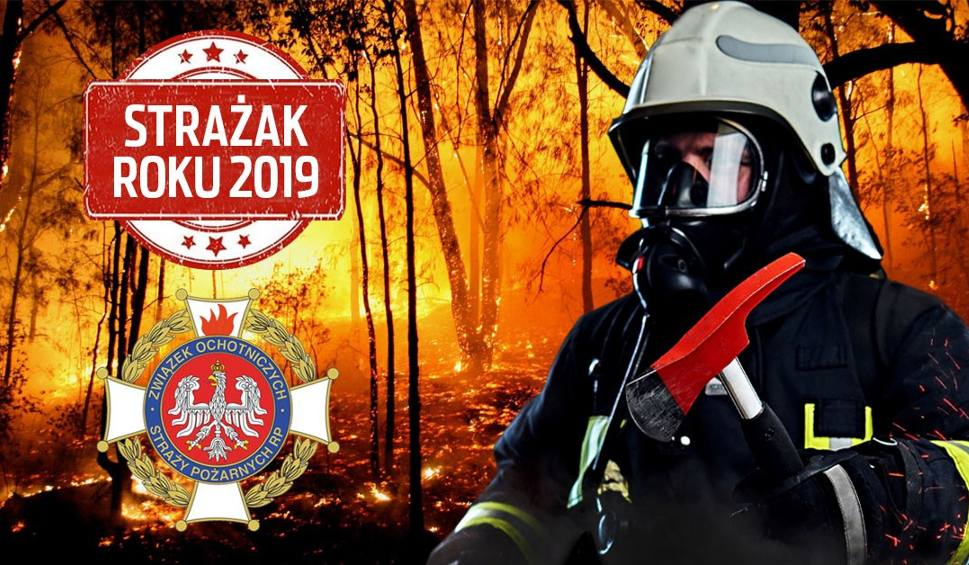 STRAŻAK
ROKU 2019
ZWIĄZEK OCHOTNICZYCH
STRAŻY POŻARNYCH RP